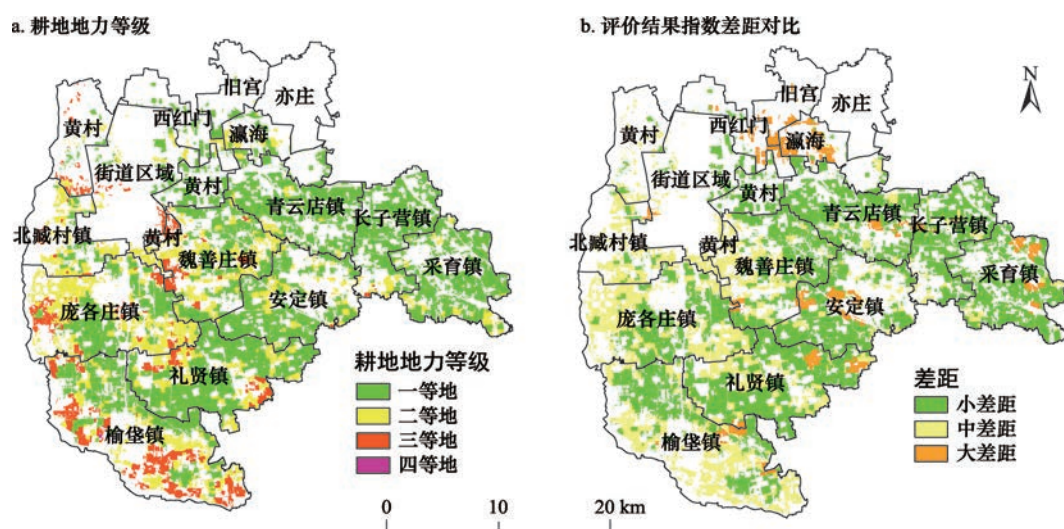 a. 耕地地力等级
旧宫
亦庄
西红门
黄村
瀛海
街道区域
黄村
青云店镇
长子营镇
北臧村镇
黄村
魏善庄镇
采育镇
安定镇
庞各庄镇
礼贤镇
榆垡镇
耕地地力等级
一等地
二等地
三等地
四等地
b. 评价结果指数差距对比
N
旧宫
亦庄
西红门
黄村
瀛海
街道区域
黄村
青云店镇
长子营镇
北臧村镇
黄村
魏善庄镇
采育镇
安定镇
庞各庄镇
礼贤镇
榆垡镇
差距
小差距
中差距
大差距
0 10 20 km